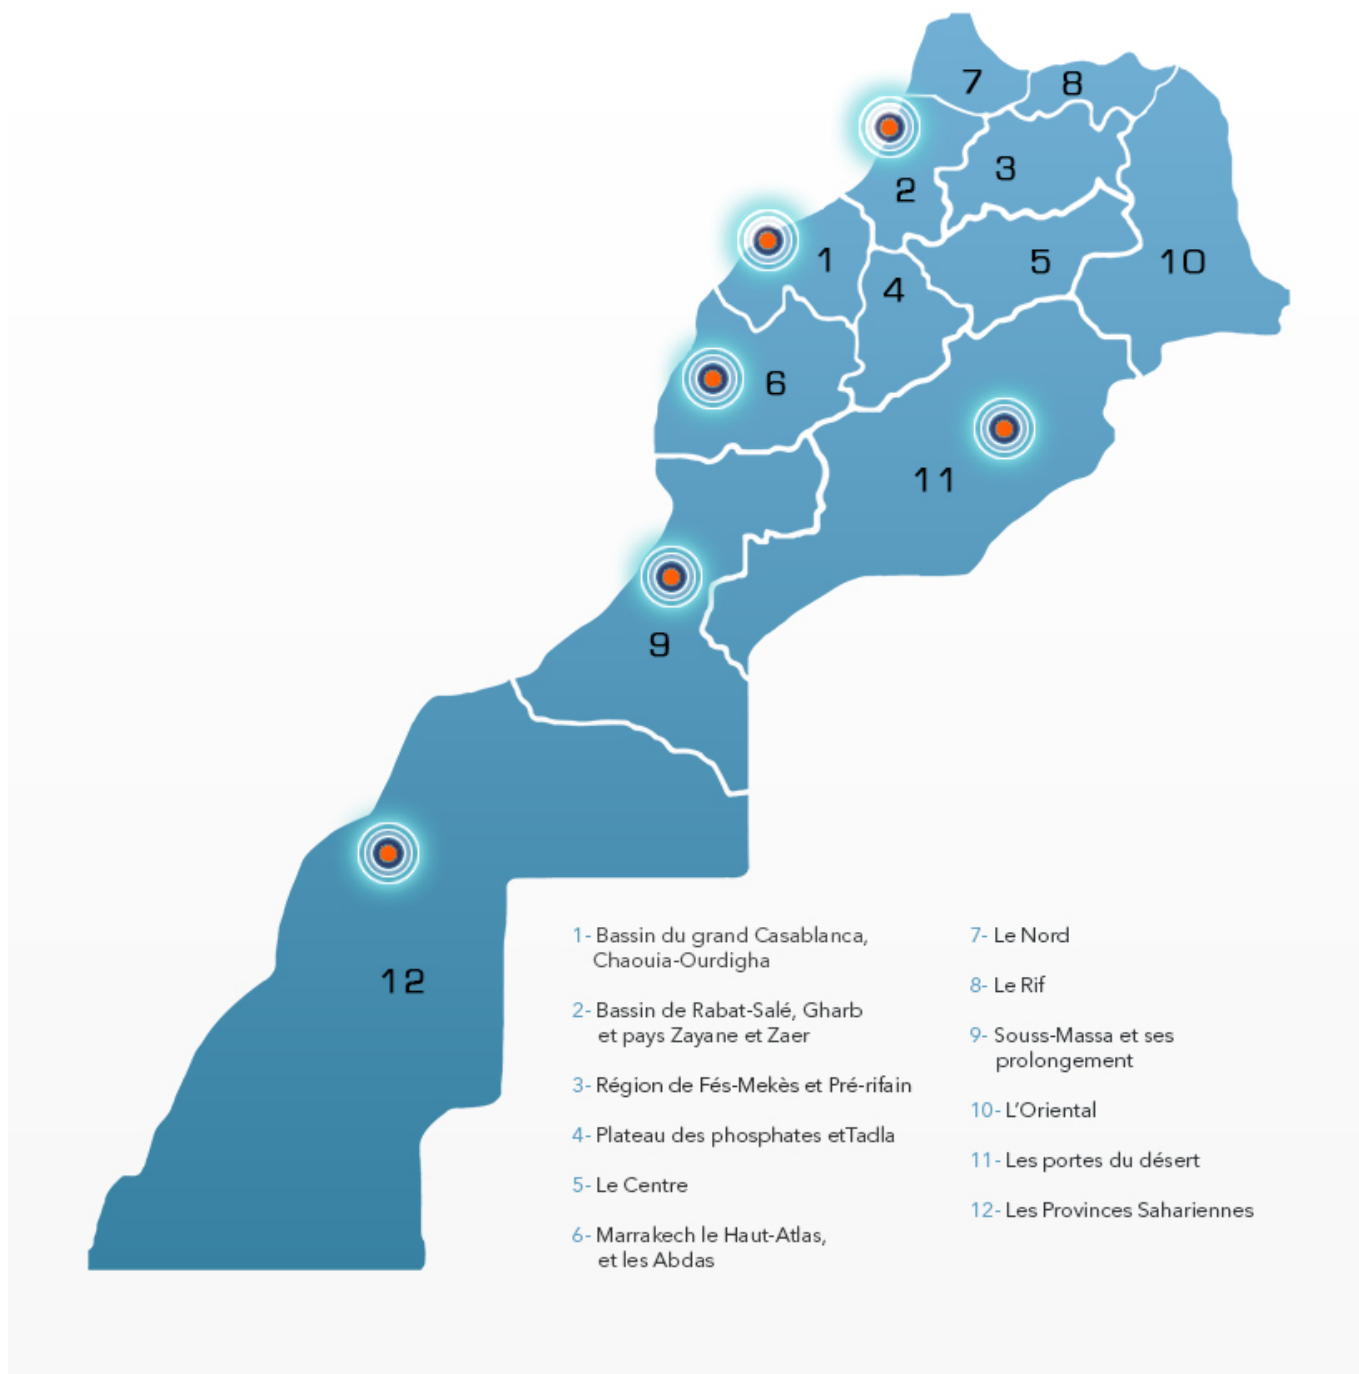 7
8
3
2
1
5
10
4
6
11
9
12
1- Bassin du grand Casablanca,
Chaouia-Ourdigha
2- Bassin de Rabat-Salé, Gharb
et pays Zayane et Zaer
3- Région de Fés-Mekès et Pré-rifain
4- Plateau des phosphates etTadla
5- Le Centre
6- Marrakech le Haut-Atlas,
et les Abdas
7- Le Nord
8- Le Rif
9- Souss-Massa et ses
prolongement
10- L'Oriental
11- Les portes du désert
12- Les Provinces Sahariennes